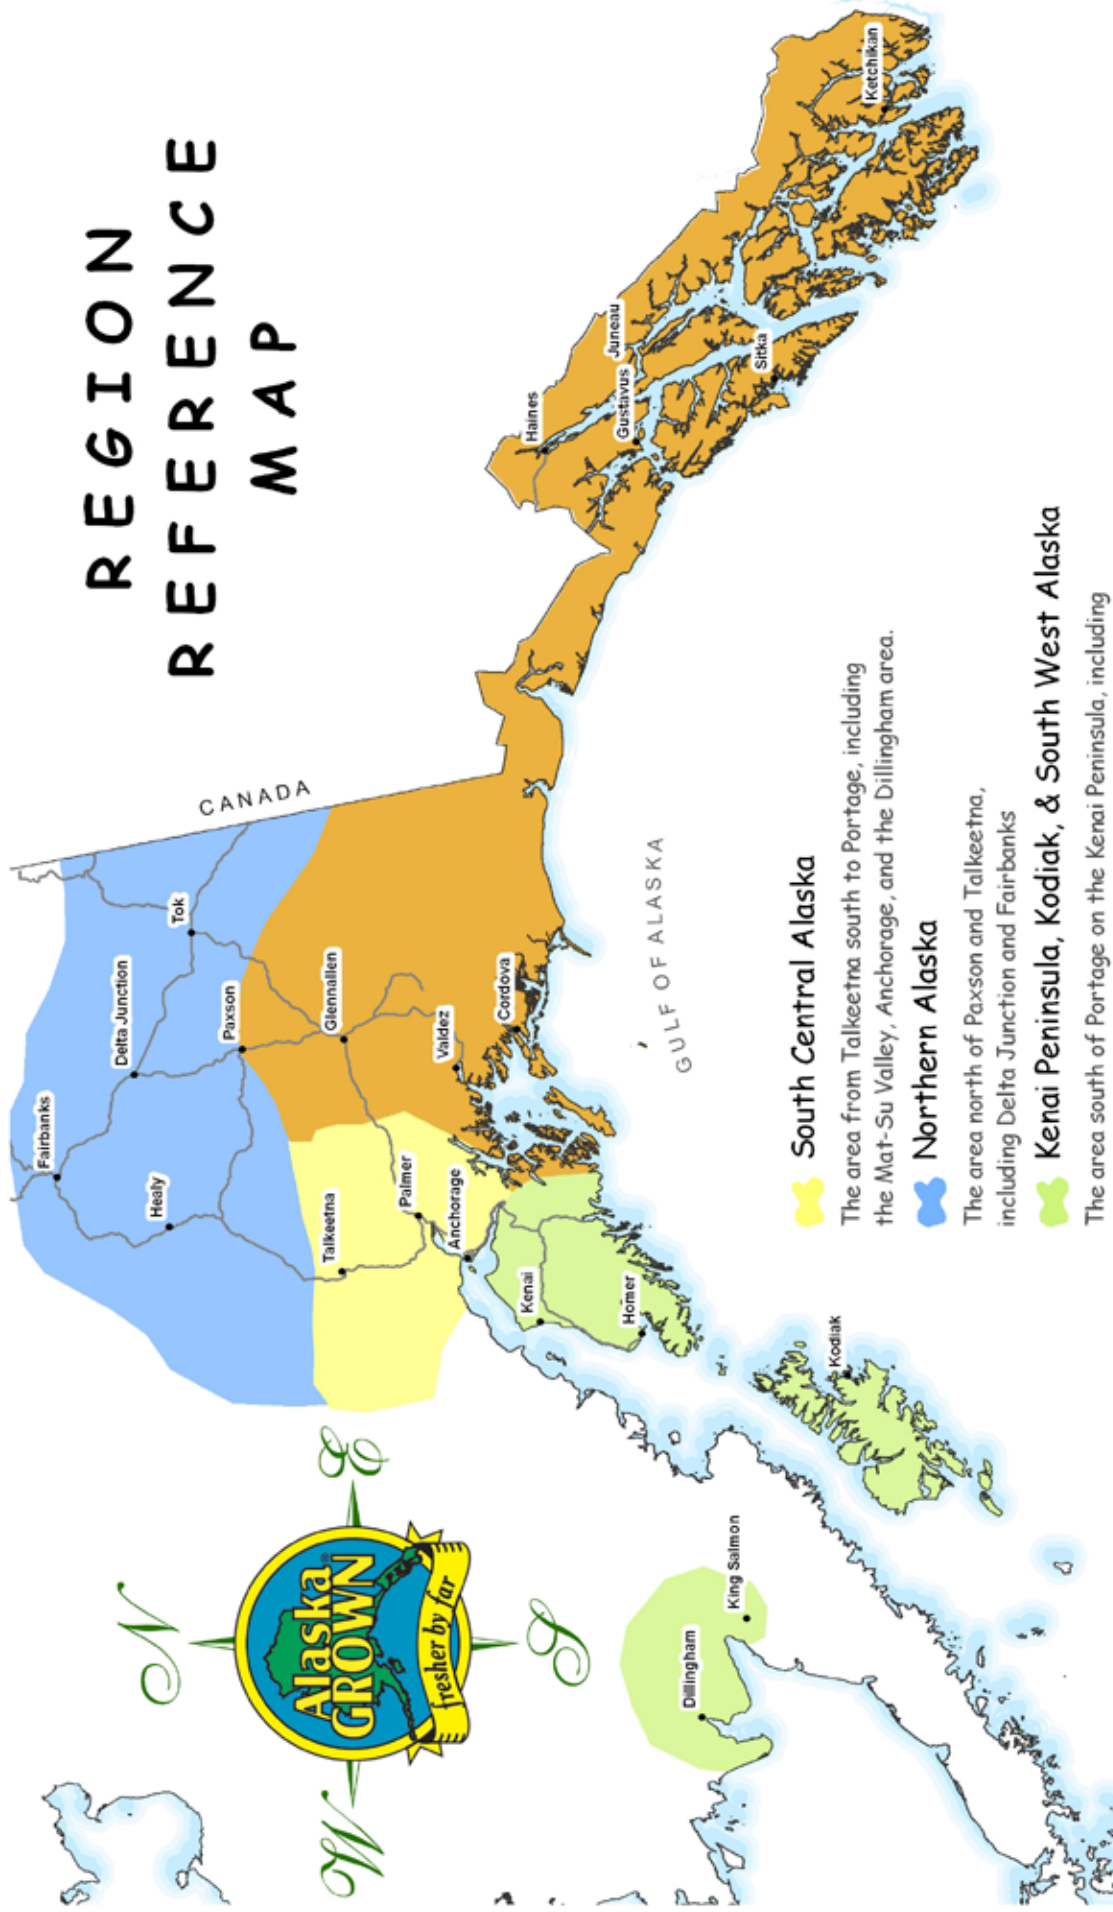 REGION
REFERENCE
MAP
N
W
E
S
Alaska
GROWN
fresher by far
CANADA
Fairbanks
Delta Junction
Tok
Healy
Paxson
Talkeetna
Glennallen
Palmer
Anchorage
Valdez
Cordova
Kenai
Homer
Kodiak
King Salmon
Dillingham
Haines
Juneau
Gustavus
Sitka
Ketchikan
GULF OF ALASKA
South Central Alaska
The area from Talkeetna south to Portage, including
the Mat-Su Valley, Anchorage, and the Dillingham area.
Northern Alaska
The area north of Paxson and Talkeetna,
including Delta Junction and Fairbanks
Kenai Peninsula, Kodiak, & South West Alaska
The area south of Portage on the Kenai Peninsula, including